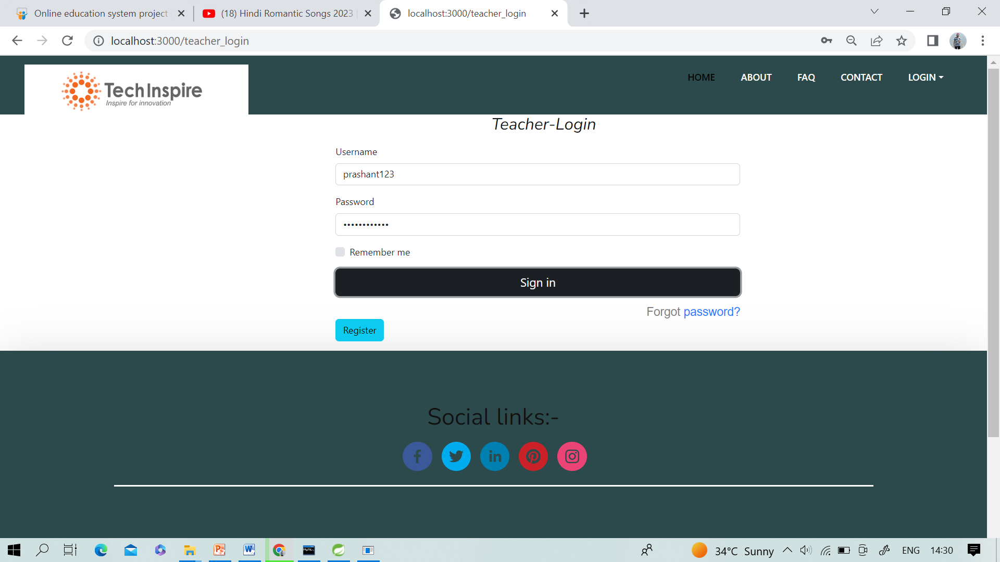 Online education system project
(18) Hindi Romantic Songs 2023
localhost:3000/teacher_login
localhost:3000/teacher_login
TechInspire
Inspire for innovation
HOME ABOUT FAQ CONTACT LOGIN
Teacher-Login
Username
prashant123
Password
••••••••••••
Remember me
Sign in
Forgot password?
Register
Social links:-
34°C Sunny ENG 14:30